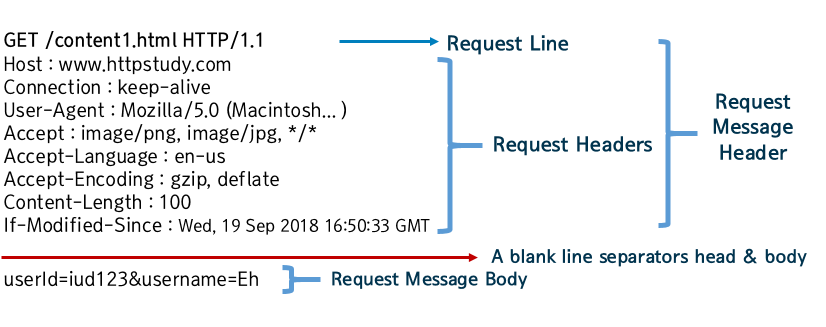 GET /content1.html HTTP/1.1
Request Line
Host : www.httpstudy.com
Connection : keep-alive
User-Agent : Mozilla/5.0 (Macintosh... )
Accept : image/png, image/jpg, */*
Accept-Language : en-us
Accept-Encoding : gzip, deflate
Content-Length : 100
If-Modified-Since : Wed, 19 Sep 2018 16:50:33 GMT
Request Headers
Request
Message
Header
A blank line separators head & body
userId=iud123&username=Eh
Request Message Body